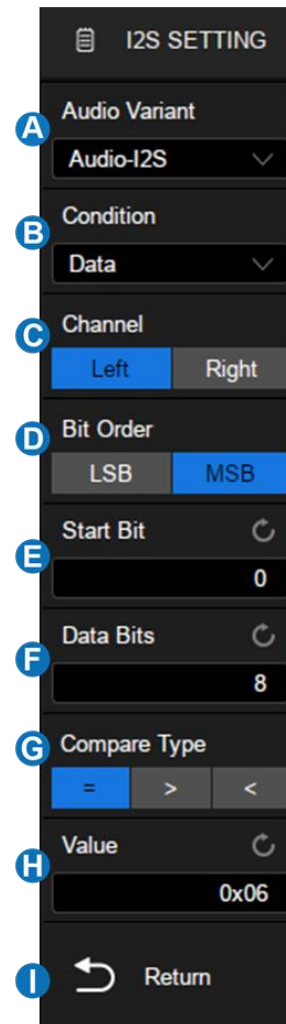 I2S SETTING
A
Audio Variant
Audio-I2S
B
Condition
Data
C
Channel
Left Right
D
Bit Order
LSB MSB
E
Start Bit
0
F
Data Bits
8
G
Compare Type
= > <
H
Value
0x06
I
Return